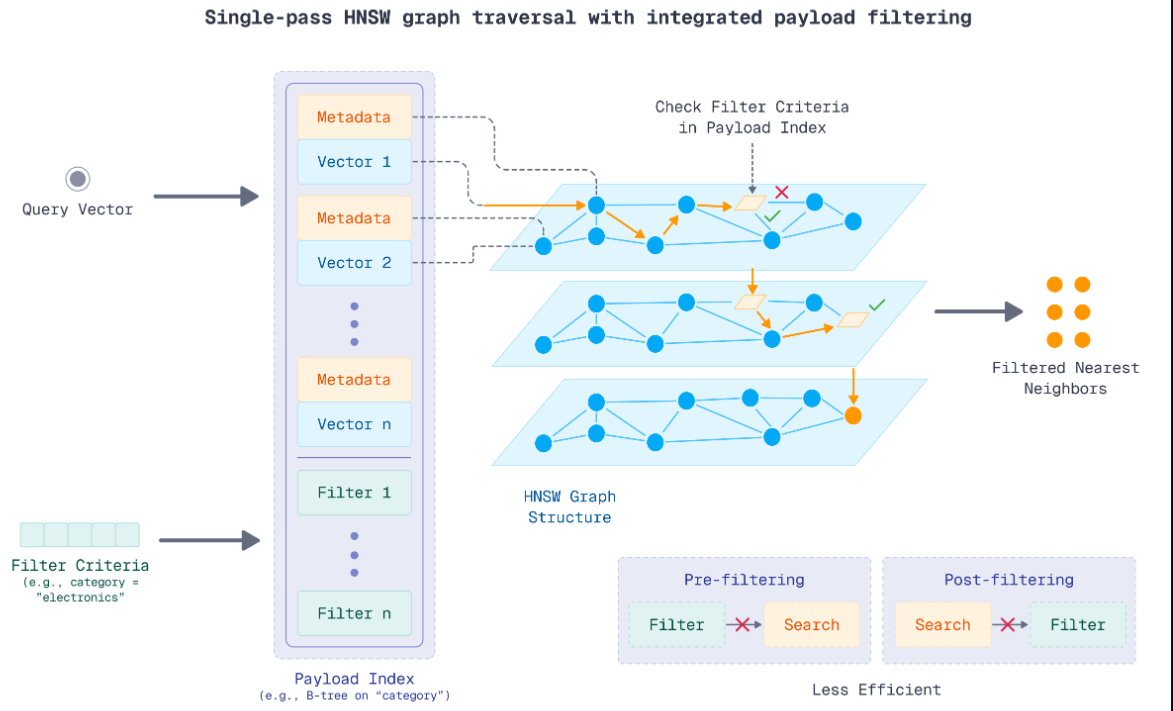 Single-pass HNSW graph traversal with integrated payload filtering
Query Vector
Metadata
Vector 1
Metadata
Vector 2
Metadata
Vector n
Filter 1
Filter n
Payload Index
(e.g., B-tree on “category”)
Filter Criteria
(e.g., category =
"electronics"
Check Filter Criteria
in Payload Index
HNSW Graph
Structure
Filtered Nearest
Neighbors
Pre-filtering
Filter
Search
Post-filtering
Search
Filter
Less Efficient